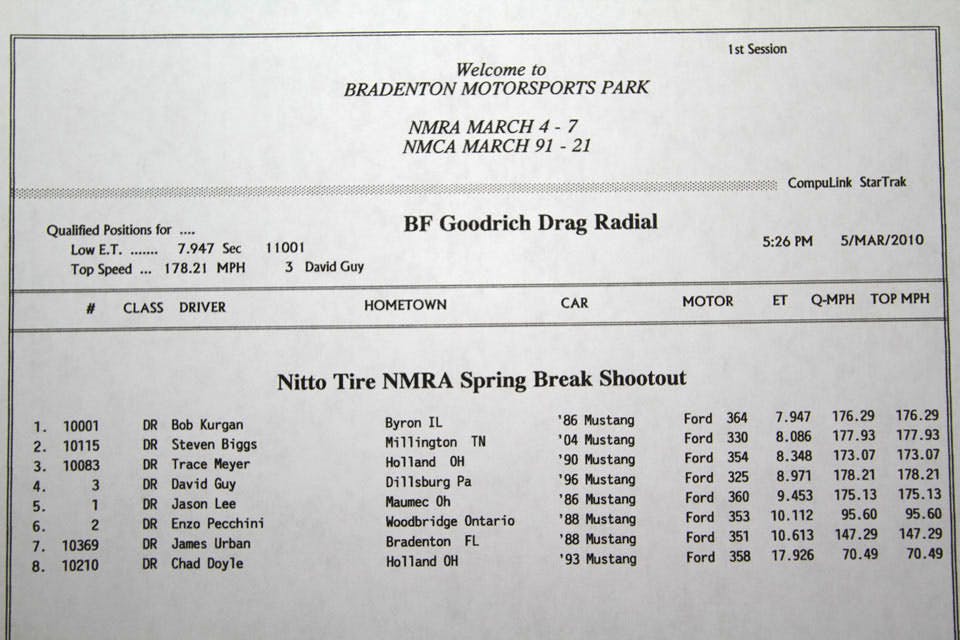 1st Session
Welcome to
BRADENTON MOTORSPORTS PARK
NMRA MARCH 4 - 7
NMCA MARCH 91 - 21
CompuLink StarTrak
Qualified Positions for .... BF Goodrich Drag Radial
Low E.T. ....... 7.947 Sec 11001 5:26 PM 5/MAR/2010
Top Speed ... 178.21 MPH 3 David Guy
# CLASS DRIVER HOMETOWN CAR MOTOR ET Q-MPH TOP MPH
Nitto Tire NMRA Spring Break Shootout
1. 10001 DR Bob Kurgan Byron IL '86 Mustang Ford 364 7.947 176.29 176.29
2. 10115 DR Steven Biggs Millington TN '04 Mustang Ford 330 8.086 177.93 177.93
3. 10083 DR Trace Meyer Holland OH '90 Mustang Ford 354 8.348 173.07 173.07
4. 3 DR David Guy Dillsburg Pa '96 Mustang Ford 325 8.971 178.21 178.21
5. 1 DR Jason Lee Maumec Oh '86 Mustang Ford 360 9.453 175.13 175.13
6. 2 DR Enzo Pecchini Woodbridge Ontario '88 Mustang Ford 353 10.112 95.60 95.60
7. 10369 DR James Urban Bradenton FL '88 Mustang Ford 351 10.613 147.29 147.29
8. 10210 DR Chad Doyle Holland OH '93 Mustang Ford 358 17.926 70.49 70.49